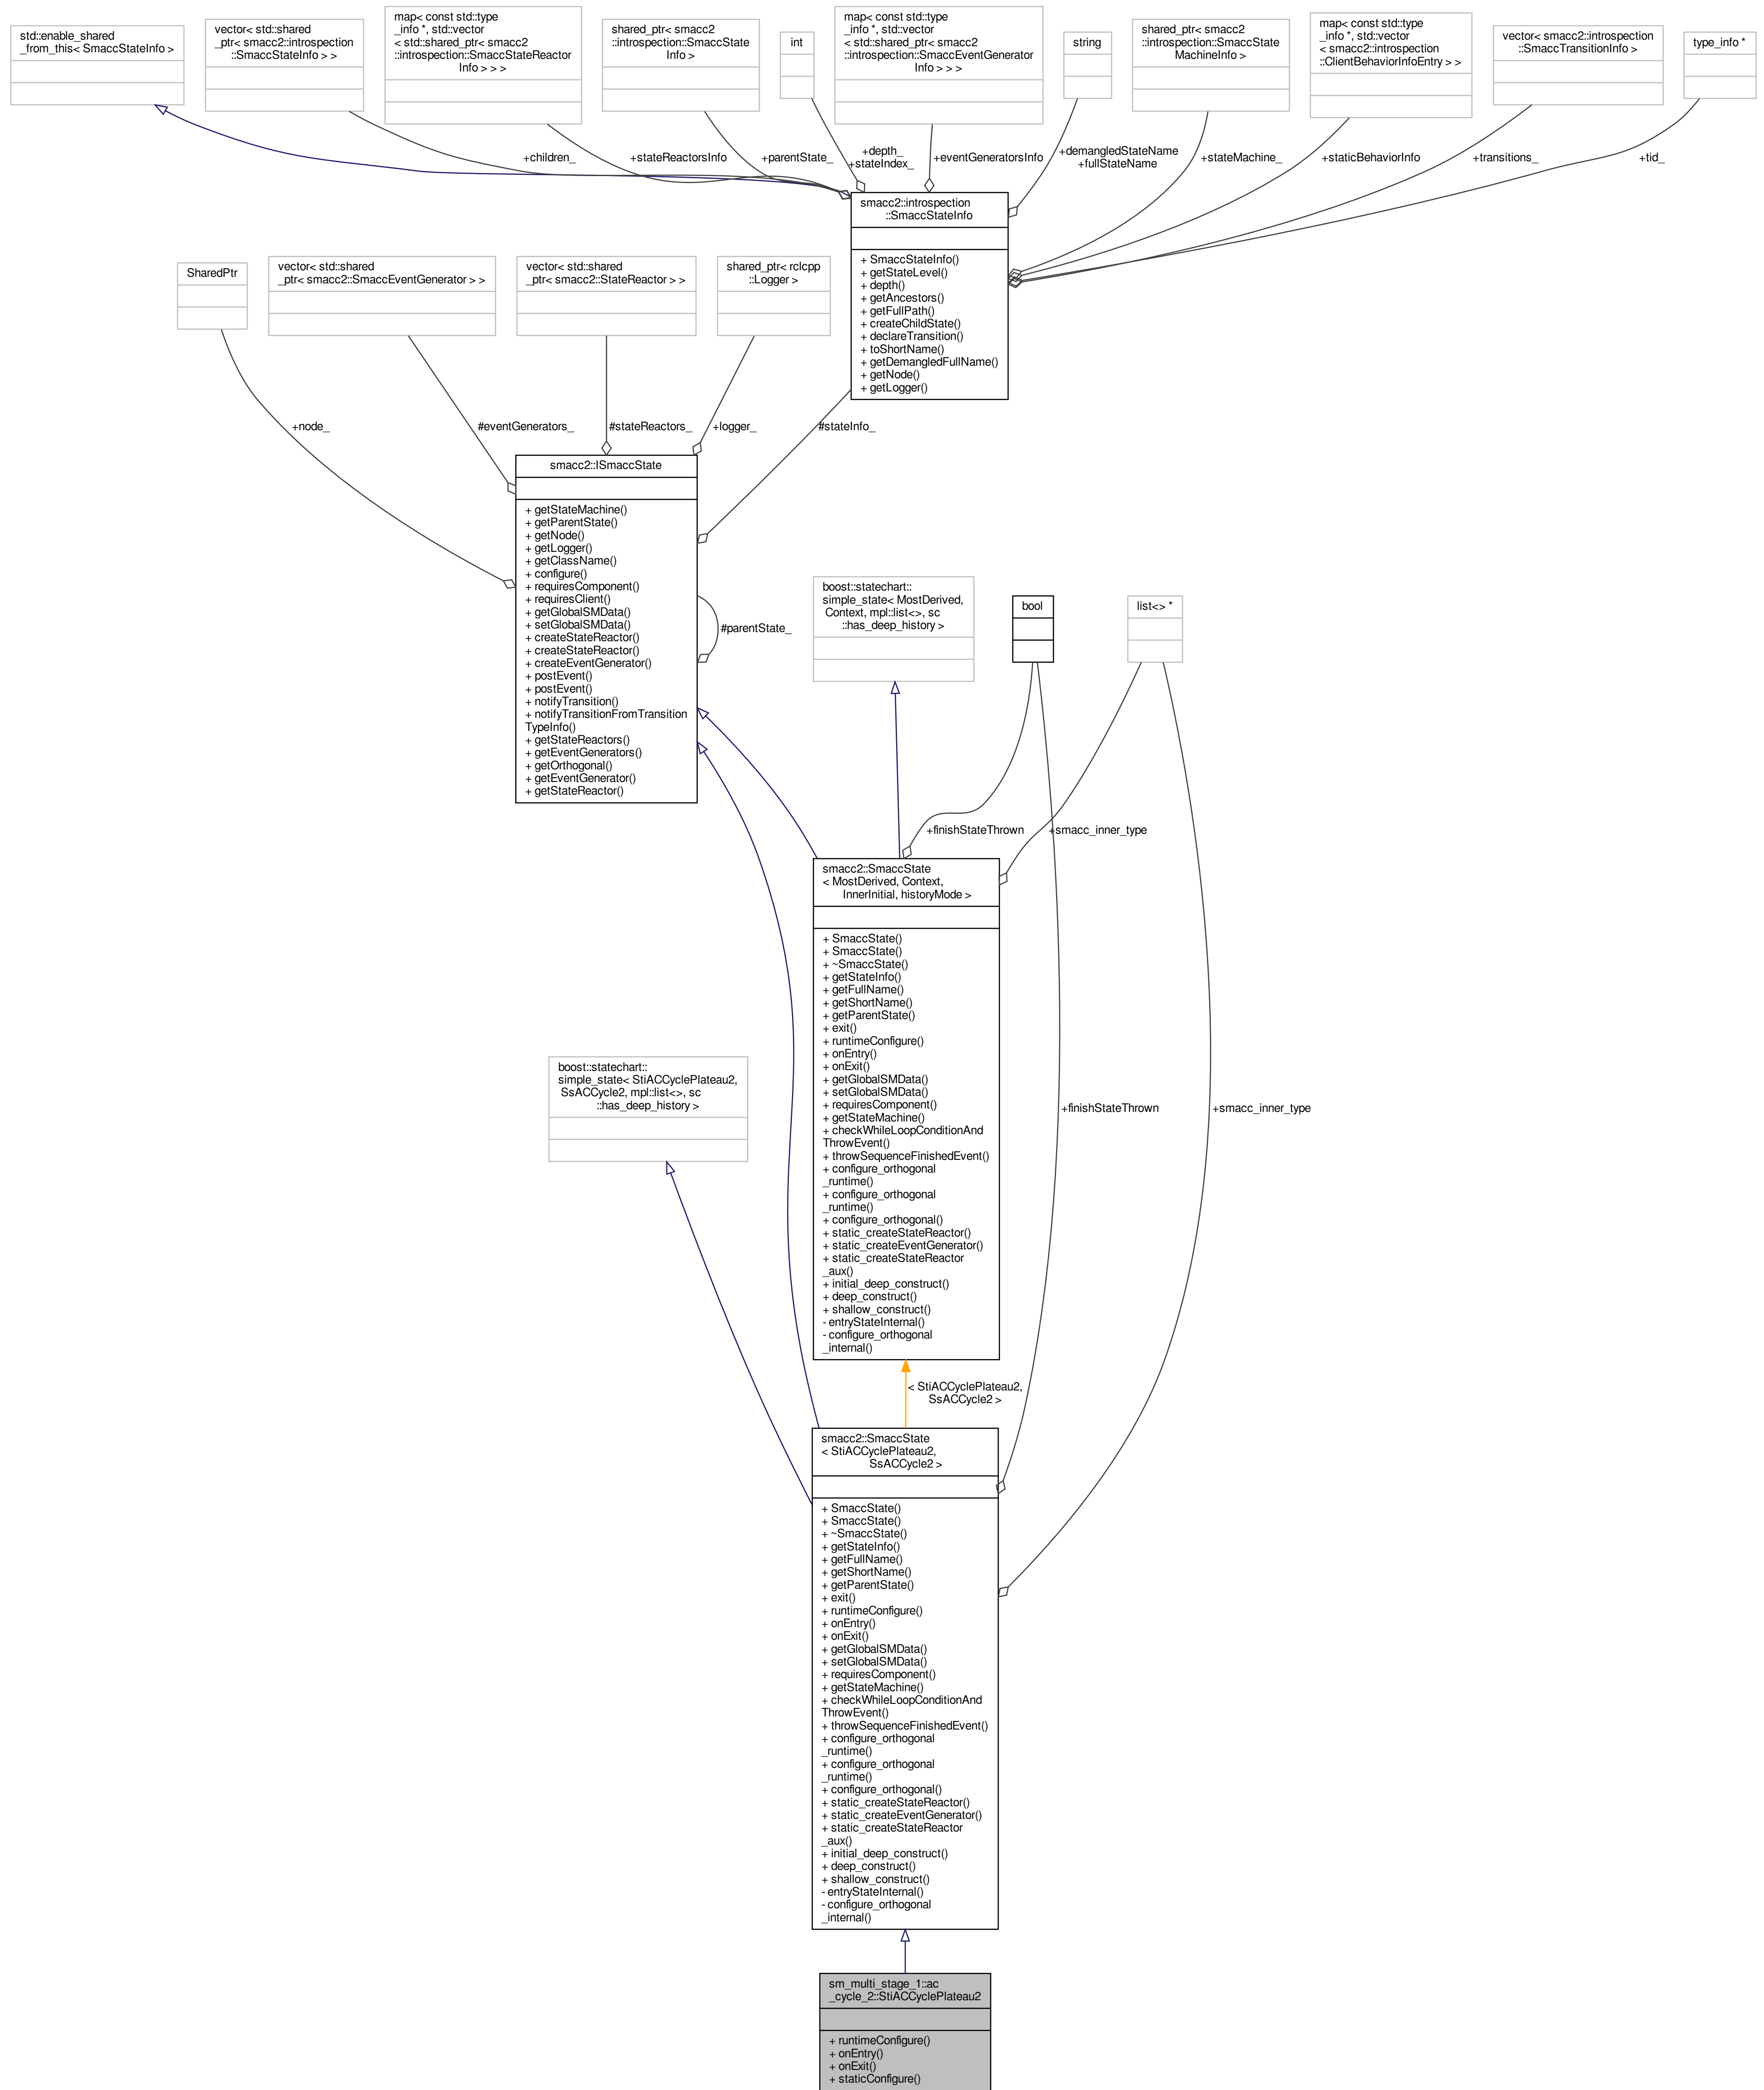 std::enable_shared
_from_this< SmaccStateInfo >
vector< std::shared
_ptr< smacc2::introspection
::SmaccStateInfo > >
map< const std::type
_info *, std::vector
< std::shared_ptr< smacc2
::introspection::SmaccStateReactor
Info > > >
shared_ptr< smacc2
::introspection::SmaccState
Info >
int
map< const std::type
_info *, std::vector
< std::shared_ptr< smacc2
::introspection::SmaccEventGenerator
Info > > >
string
shared_ptr< smacc2
::introspection::SmaccState
MachineInfo >
map< const std::type
_info *, std::vector
< smacc2::introspection
::ClientBehaviorInfoEntry > >
vector< smacc2::introspection
::SmaccTransitionInfo >
type_info *
+children_
+stateReactorsInfo
+parentState_
+depth_
+stateIndex_
+eventGeneratorsInfo
+demangledStateName
+fullStateName
+stateMachine_
+staticBehaviorInfo
+transitions_
+tid_
smacc2::introspection
::SmaccStateInfo
+ SmaccStateInfo()
+ getStateLevel()
+ depth()
+ getAncestors()
+ getFullPath()
+ createChildState()
+ declareTransition()
+ toShortName()
+ getDemangledFullName()
+ getNode()
+ getLogger()
SharedPtr
vector< std::shared
_ptr< smacc2::SmaccEventGenerator > >
vector< std::shared
_ptr< smacc2::StateReactor > >
shared_ptr< rclcpp
::Logger >
+node_
#eventGenerators_
#stateReactors_
+logger_
#stateInfo_
smacc2::ISmaccState
+ getStateMachine()
+ getParentState()
+ getNode()
+ getLogger()
+ getClassName()
+ configure()
+ requiresComponent()
+ requiresClient()
+ getGlobalSMData()
+ setGlobalSMData()
+ createStateReactor()
+ createStateReactor()
+ createEventGenerator()
+ postEvent()
+ postEvent()
+ notifyTransition()
+ notifyTransitionFromTransition
TypeInfo()
+ getStateReactors()
+ getEventGenerators()
+ getOrthogonal()
+ getEventGenerator()
+ getStateReactor()
#parentState_
boost::statechart::
simple_state< MostDerived,
Context, mpl::list<>, sc
::has_deep_history >
bool
list<> *
+finishStateThrown
+smacc_inner_type
smacc2::SmaccState
< MostDerived, Context,
InnerInitial, historyMode >
+ SmaccState()
+ SmaccState()
+ ~SmaccState()
+ getStateInfo()
+ getFullName()
+ getShortName()
+ getParentState()
+ exit()
+ runtimeConfigure()
+ onEntry()
+ onExit()
+ getGlobalSMData()
+ setGlobalSMData()
+ requiresComponent()
+ getStateMachine()
+ checkWhileLoopConditionAnd
ThrowEvent()
+ throwSequenceFinishedEvent()
+ configure_orthogonal
_runtime()
+ configure_orthogonal
_runtime()
+ configure_orthogonal()
+ static_createStateReactor()
+ static_createEventGenerator()
+ static_createStateReactor
_aux()
+ initial_deep_construct()
+ deep_construct()
+ shallow_construct()
- entryStateInternal()
- configure_orthogonal
_internal()
boost::statechart::
simple_state< StiACCyclePlateau2,
SsACCycle2, mpl::list<>, sc
::has_deep_history >
+finishStateThrown
+smacc_inner_type
< StiACCyclePlateau2,
SsACCycle2 >
smacc2::SmaccState
< StiACCyclePlateau2,
SsACCycle2 >
+ SmaccState()
+ SmaccState()
+ ~SmaccState()
+ getStateInfo()
+ getFullName()
+ getShortName()
+ getParentState()
+ exit()
+ runtimeConfigure()
+ onEntry()
+ onExit()
+ getGlobalSMData()
+ setGlobalSMData()
+ requiresComponent()
+ getStateMachine()
+ checkWhileLoopConditionAnd
ThrowEvent()
+ throwSequenceFinishedEvent()
+ configure_orthogonal
_runtime()
+ configure_orthogonal
_runtime()
+ configure_orthogonal()
+ static_createStateReactor()
+ static_createEventGenerator()
+ static_createStateReactor
_aux()
+ initial_deep_construct()
+ deep_construct()
+ shallow_construct()
- entryStateInternal()
- configure_orthogonal
_internal()
sm_multi_stage_1::ac
_cycle_2::StiACCyclePlateau2
+ runtimeConfigure()
+ onEntry()
+ onExit()
+ staticConfigure()